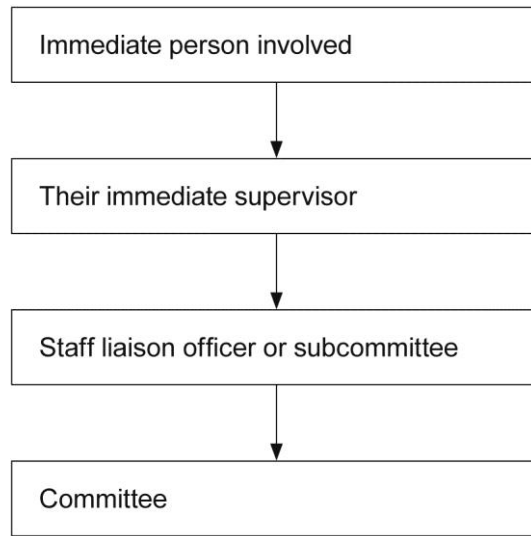 Immediate person involved
Their immediate supervisor
Staff liaison officer or subcommittee
Committee